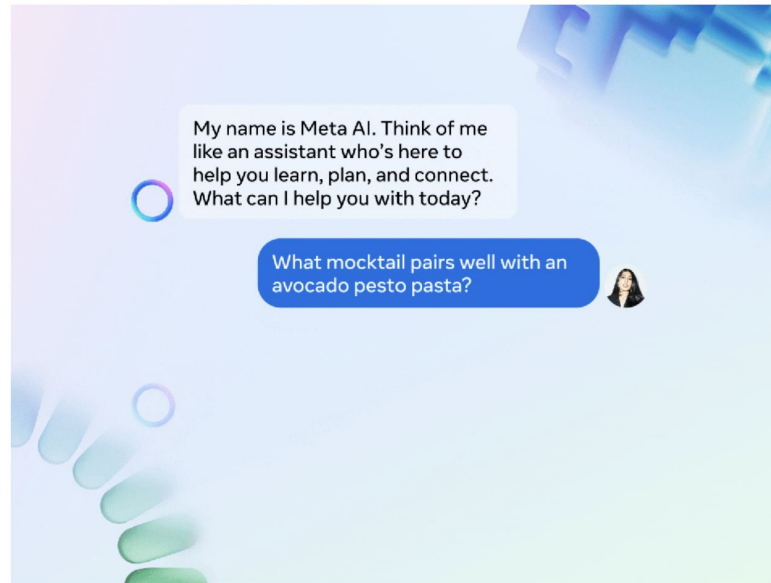 My name is Meta AI. Think of me
like an assistant who's here to
help you learn, plan, and connect.
What can I help you with today?
What mocktail pairs well with an
avocado pesto pasta?